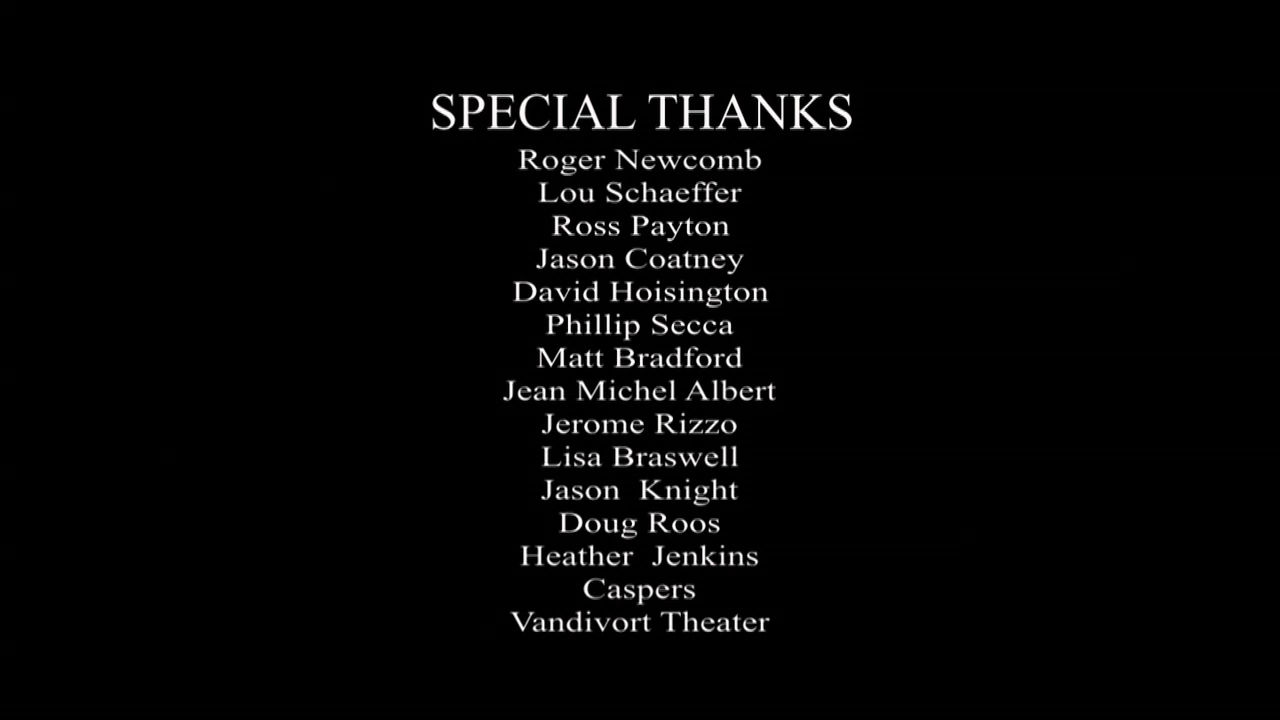 SPECIAL THANKS
Roger Newcomb
Lou Schaeffer
Ross Payton
Jason Coatney
David Hoisington
Phillip Secca
Matt Bradford
Jean Michel Albert
Jerome Rizzo
Lisa Braswell
Jason  Knight
Doug Roos
Heather  Jenkins
Caspers
Vandivort Theater